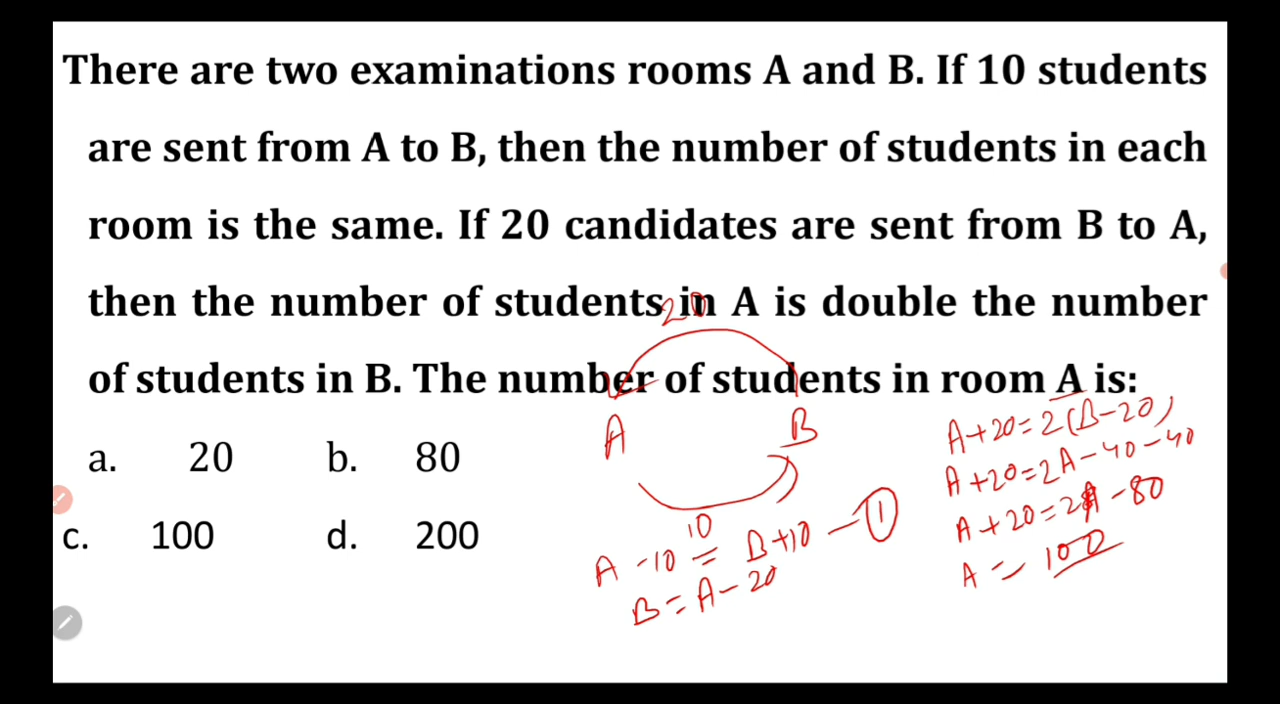 There are two examinations rooms A and B. If 10 students
are sent from A to B, then the number of students in each
room is the same. If 20 candidates are sent from B to A,
then the number of students in A is double the number
of students in B. The number of students in room A is:
a. 20 b. 80
c. 100 d. 200
20
A B
10
A - 10 = B + 10 - 1
B = A - 20
A + 20 = 2(B - 20)
A + 20 = 2A - 40 - 40
A + 20 = 2A - 80
A = 100